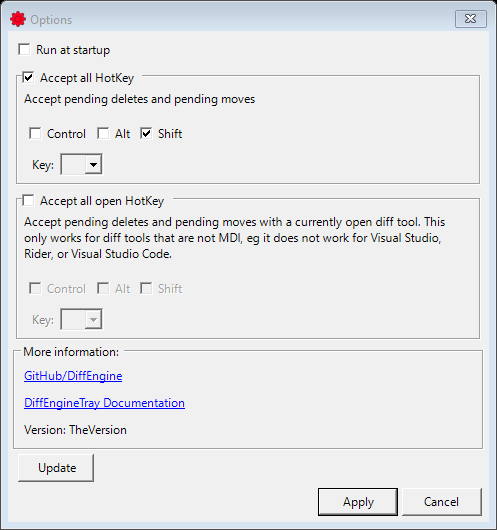 Options
Run at startup
Accept all HotKey
Accept pending deletes and pending moves
Control Alt Shift
Key:
Accept all open HotKey
Accept pending deletes and pending moves with a currently open diff tool. This
only works for diff tools that are not MDI, eg it does not work for Visual Studio,
Rider, or Visual Studio Code.
Control Alt Shift
Key:
More information:
GitHub/DiffEngine
DiffEngineTray Documentation
Version: TheVersion
Update
Apply Cancel